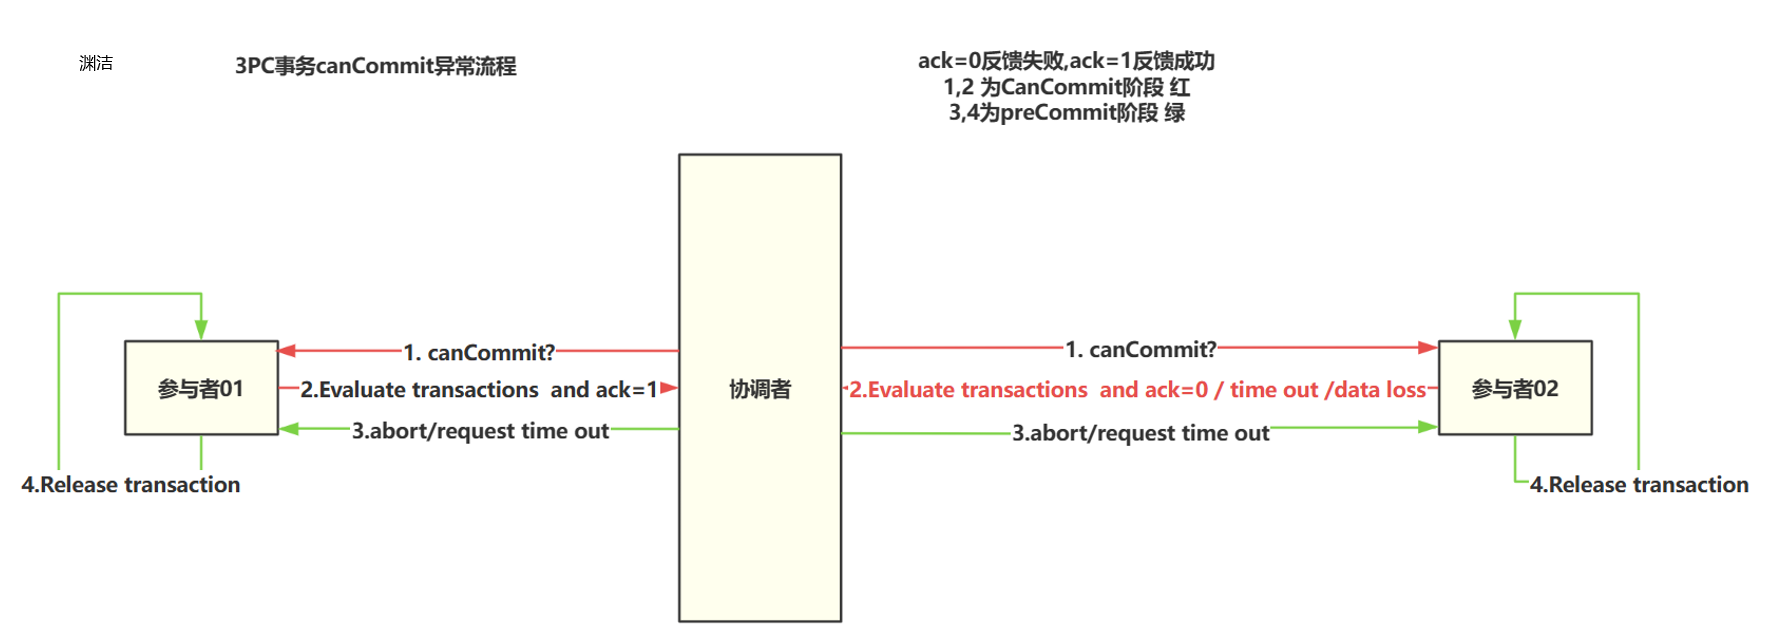 渊洁
3PC事务canCommit异常流程
ack=0反馈失败,ack=1反馈成功
1,2 为CanCommit阶段 红
3,4为preCommit阶段 绿
1. canCommit?
1. canCommit?
参与者01
2.Evaluate transactions  and ack=1
协调者
2.Evaluate transactions  and ack=0 / time out /data loss
参与者02
3.abort/request time out
3.abort/request time out
4.Release transaction
4.Release transaction